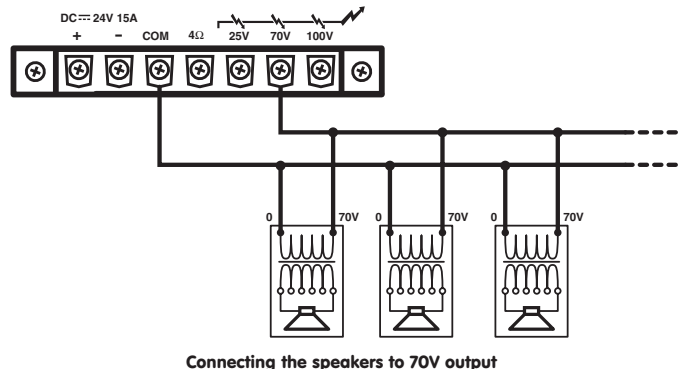 DC⎓ 24V 15A
+ − COM 4Ω 25V 70V 100V
0 70V 0 70V 0 70V
Connecting the speakers to 70V output